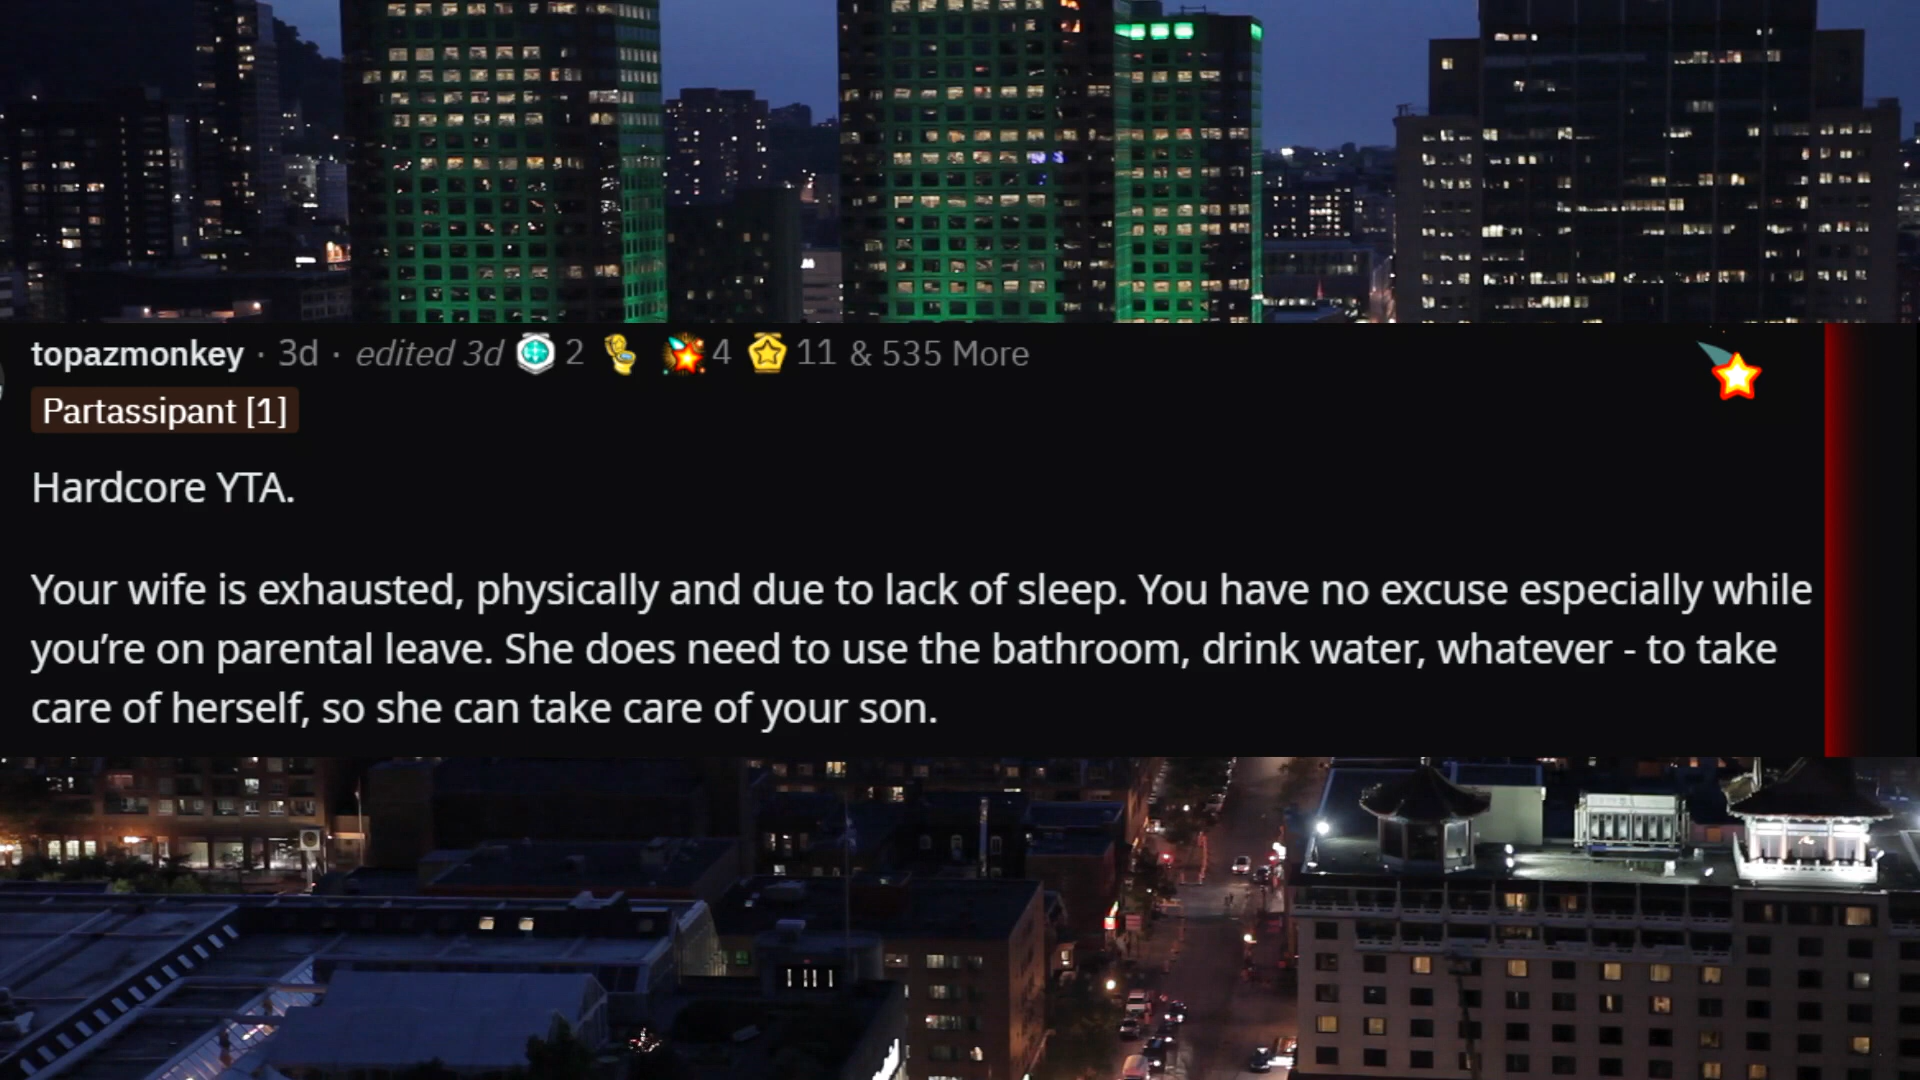 topazmonkey · 3d · edited 3d 2 4 11 & 535 More
Partassipant [1]
Hardcore YTA.
Your wife is exhausted, physically and due to lack of sleep. You have no excuse especially while
you’re on parental leave. She does need to use the bathroom, drink water, whatever - to take
care of herself, so she can take care of your son.